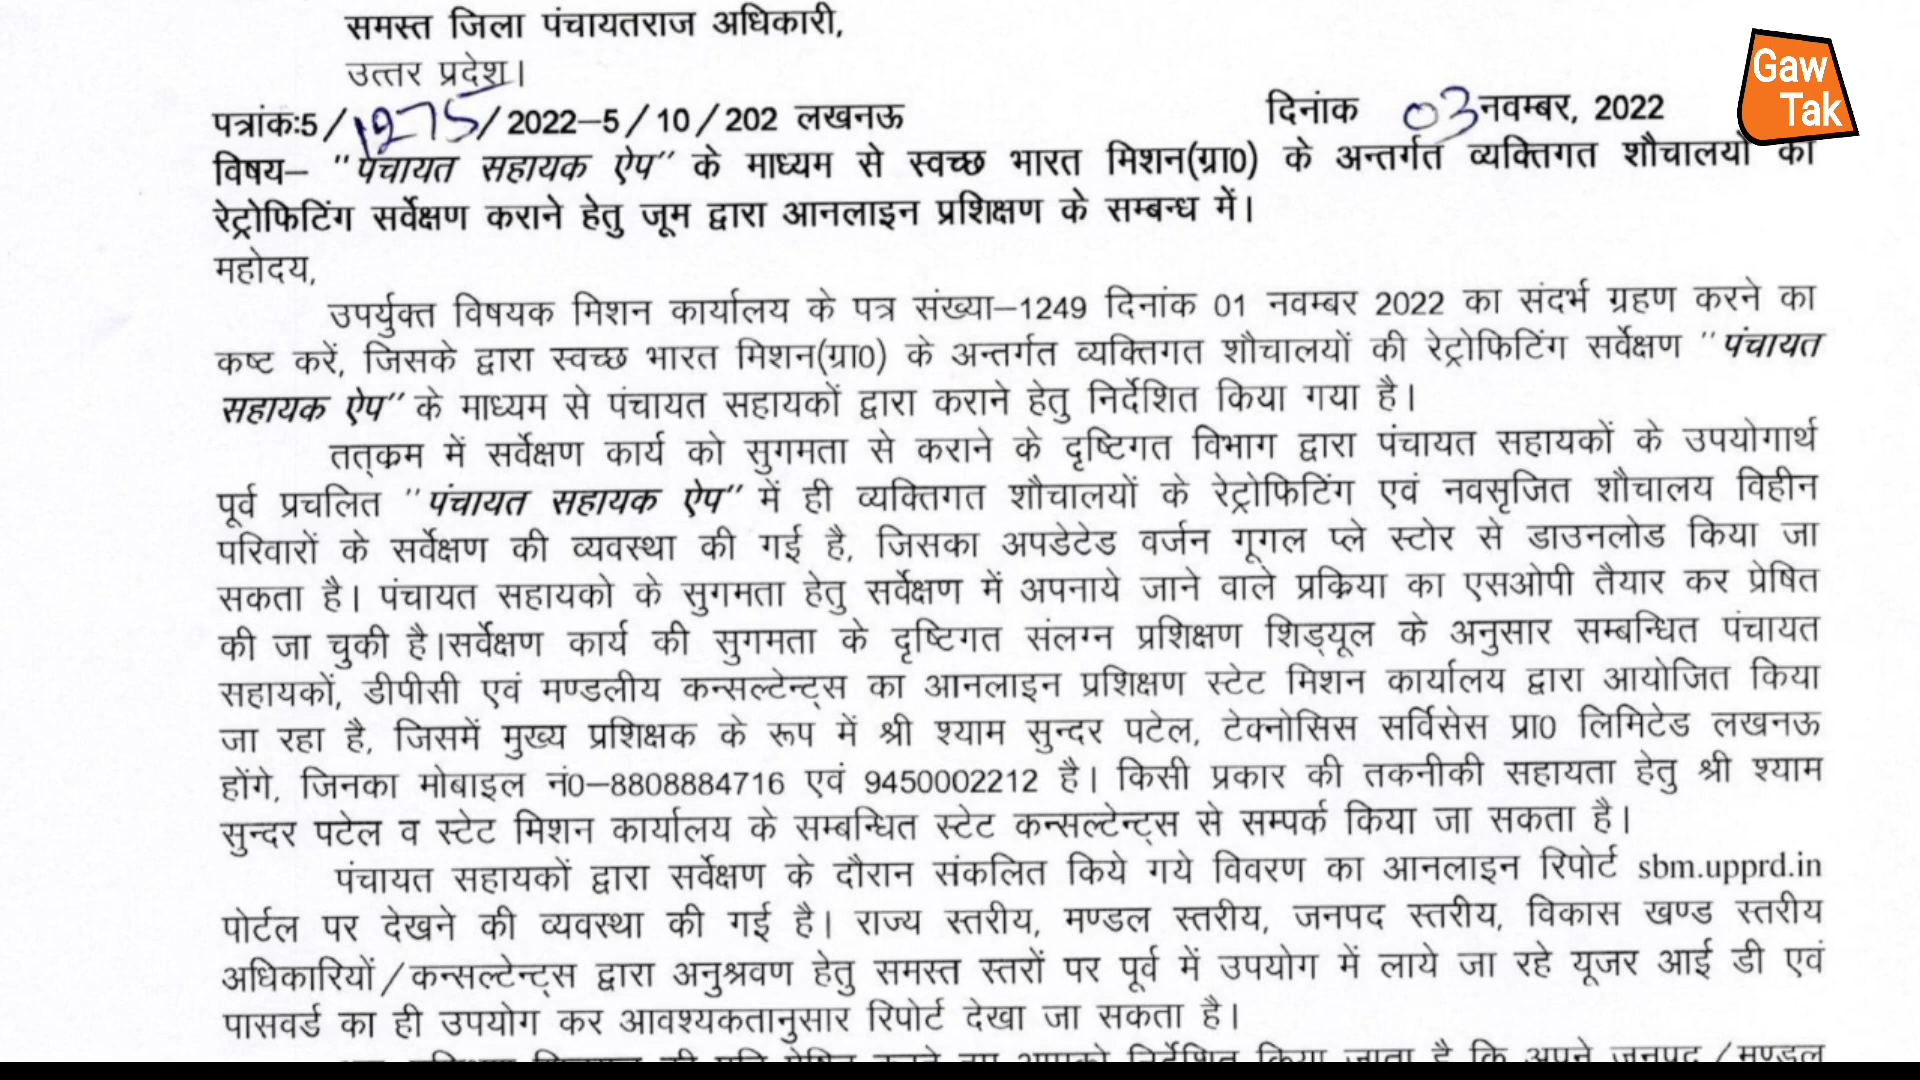 समस्त जिला पंचायतराज अधिकारी,
उत्तर प्रदेश।
पत्रांक:5/1275/2022–5/10/202 लखनऊ दिनांक 03 नवम्बर, 2022
Gaw
Tak
विषय– "पंचायत सहायक ऐप" के माध्यम से स्वच्छ भारत मिशन(ग्रा0) के अन्तर्गत व्यक्तिगत शौचालयों का
रेट्रोफिटिंग सर्वेक्षण कराने हेतु जूम द्वारा आनलाइन प्रशिक्षण के सम्बन्ध में।
महोदय,
उपर्युक्त विषयक मिशन कार्यालय के पत्र संख्या–1249 दिनांक 01 नवम्बर 2022 का संदर्भ ग्रहण करने का
कष्ट करें, जिसके द्वारा स्वच्छ भारत मिशन(ग्रा0) के अन्तर्गत व्यक्तिगत शौचालयों की रेट्रोफिटिंग सर्वेक्षण "पंचायत
सहायक ऐप" के माध्यम से पंचायत सहायकों द्वारा कराने हेतु निर्देशित किया गया है।
तत्क्रम में सर्वेक्षण कार्य को सुगमता से कराने के दृष्टिगत विभाग द्वारा पंचायत सहायकों के उपयोगार्थ
पूर्व प्रचलित "पंचायत सहायक ऐप" में ही व्यक्तिगत शौचालयों के रेट्रोफिटिंग एवं नवसृजित शौचालय विहीन
परिवारों के सर्वेक्षण की व्यवस्था की गई है, जिसका अपडेटेड वर्जन गूगल प्ले स्टोर से डाउनलोड किया जा
सकता है। पंचायत सहायको के सुगमता हेतु सर्वेक्षण में अपनाये जाने वाले प्रक्रिया का एसओपी तैयार कर प्रेषित
की जा चुकी है।सर्वेक्षण कार्य की सुगमता के दृष्टिगत संलग्न प्रशिक्षण शिड्यूल के अनुसार सम्बन्धित पंचायत
सहायकों, डीपीसी एवं मण्डलीय कन्सल्टेन्ट्स का आनलाइन प्रशिक्षण स्टेट मिशन कार्यालय द्वारा आयोजित किया
जा रहा है, जिसमें मुख्य प्रशिक्षक के रूप में श्री श्याम सुन्दर पटेल, टेक्नोसिस सर्विसेस प्रा0 लिमिटेड लखनऊ
होंगे, जिनका मोबाइल नं0–8808884716 एवं 9450002212 है। किसी प्रकार की तकनीकी सहायता हेतु श्री श्याम
सुन्दर पटेल व स्टेट मिशन कार्यालय के सम्बन्धित स्टेट कन्सल्टेन्ट्स से सम्पर्क किया जा सकता है।
पंचायत सहायकों द्वारा सर्वेक्षण के दौरान संकलित किये गये विवरण का आनलाइन रिपोर्ट sbm.upprd.in
पोर्टल पर देखने की व्यवस्था की गई है। राज्य स्तरीय, मण्डल स्तरीय, जनपद स्तरीय, विकास खण्ड स्तरीय
अधिकारियों/कन्सल्टेन्ट्स द्वारा अनुश्रवण हेतु समस्त स्तरों पर पूर्व में उपयोग में लाये जा रहे यूजर आई डी एवं
पासवर्ड का ही उपयोग कर आवश्यकतानुसार रिपोर्ट देखा जा सकता है।
निर्देशित किया जाता है कि अपने जनपद/मण्डल